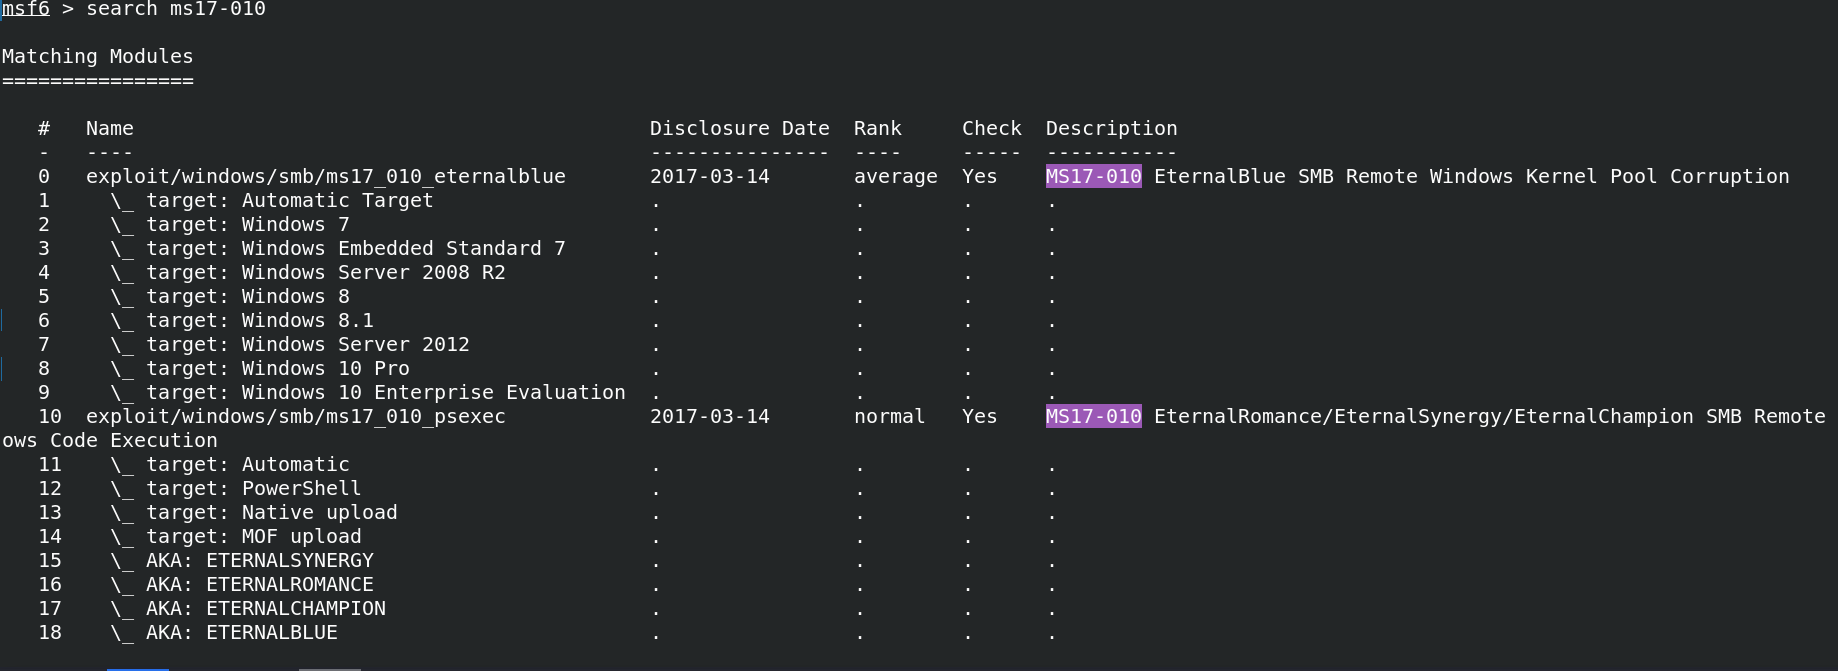 msf6 > search ms17-010
Matching Modules
================
#   Name                                           Disclosure Date  Rank     Check  Description
-   ----                                           ---------------  ----     -----  -----------
0   exploit/windows/smb/ms17_010_eternalblue       2017-03-14       average  Yes    MS17-010 EternalBlue SMB Remote Windows Kernel Pool Corruption
1     \_ target: Automatic Target                  .                .        .      .
2     \_ target: Windows 7                         .                .        .      .
3     \_ target: Windows Embedded Standard 7       .                .        .      .
4     \_ target: Windows Server 2008 R2            .                .        .      .
5     \_ target: Windows 8                         .                .        .      .
6     \_ target: Windows 8.1                       .                .        .      .
7     \_ target: Windows Server 2012               .                .        .      .
8     \_ target: Windows 10 Pro                    .                .        .      .
9     \_ target: Windows 10 Enterprise Evaluation  .                .        .      .
10  exploit/windows/smb/ms17_010_psexec            2017-03-14       normal   Yes    MS17-010 EternalRomance/EternalSynergy/EternalChampion SMB Remote
ows Code Execution
11    \_ target: Automatic                         .                .        .      .
12    \_ target: PowerShell                        .                .        .      .
13    \_ target: Native upload                     .                .        .      .
14    \_ target: MOF upload                        .                .        .      .
15    \_ AKA: ETERNALSYNERGY                       .                .        .      .
16    \_ AKA: ETERNALROMANCE                       .                .        .      .
17    \_ AKA: ETERNALCHAMPION                      .                .        .      .
18    \_ AKA: ETERNALBLUE                          .                .        .      .